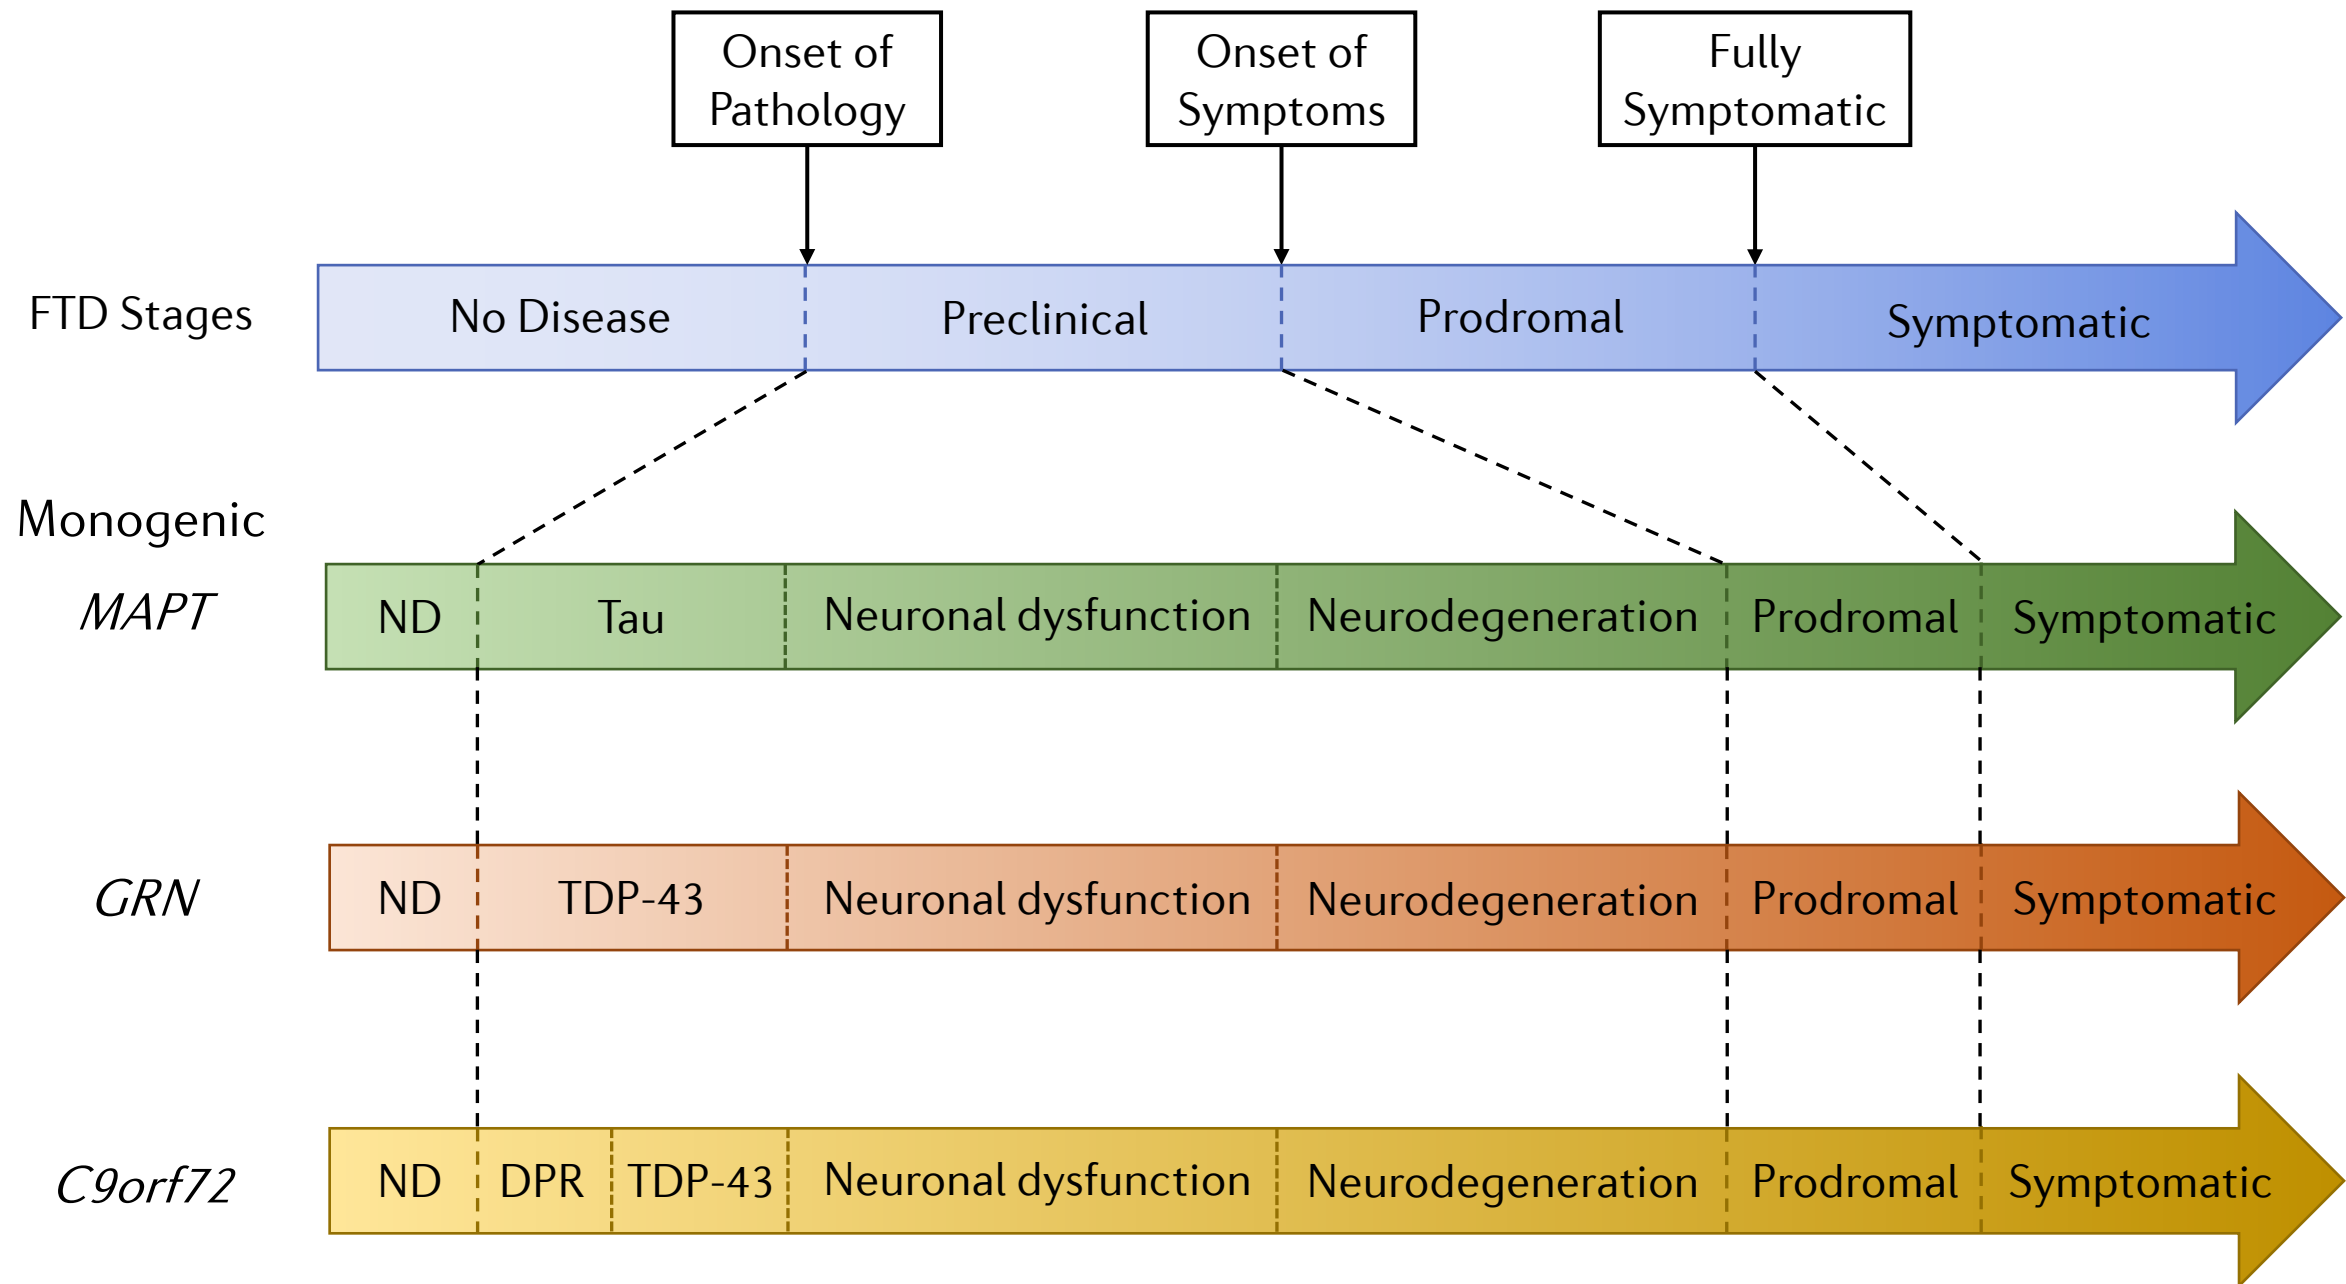 Onset of
Pathology
Onset of
Symptoms
Fully
Symptomatic
FTD Stages
No Disease
Preclinical
Prodromal
Symptomatic
Monogenic
MAPT
ND
Tau
Neuronal dysfunction
Neurodegeneration
Prodromal
Symptomatic
GRN
ND
TDP-43
Neuronal dysfunction
Neurodegeneration
Prodromal
Symptomatic
C9orf72
ND
DPR
TDP-43
Neuronal dysfunction
Neurodegeneration
Prodromal
Symptomatic